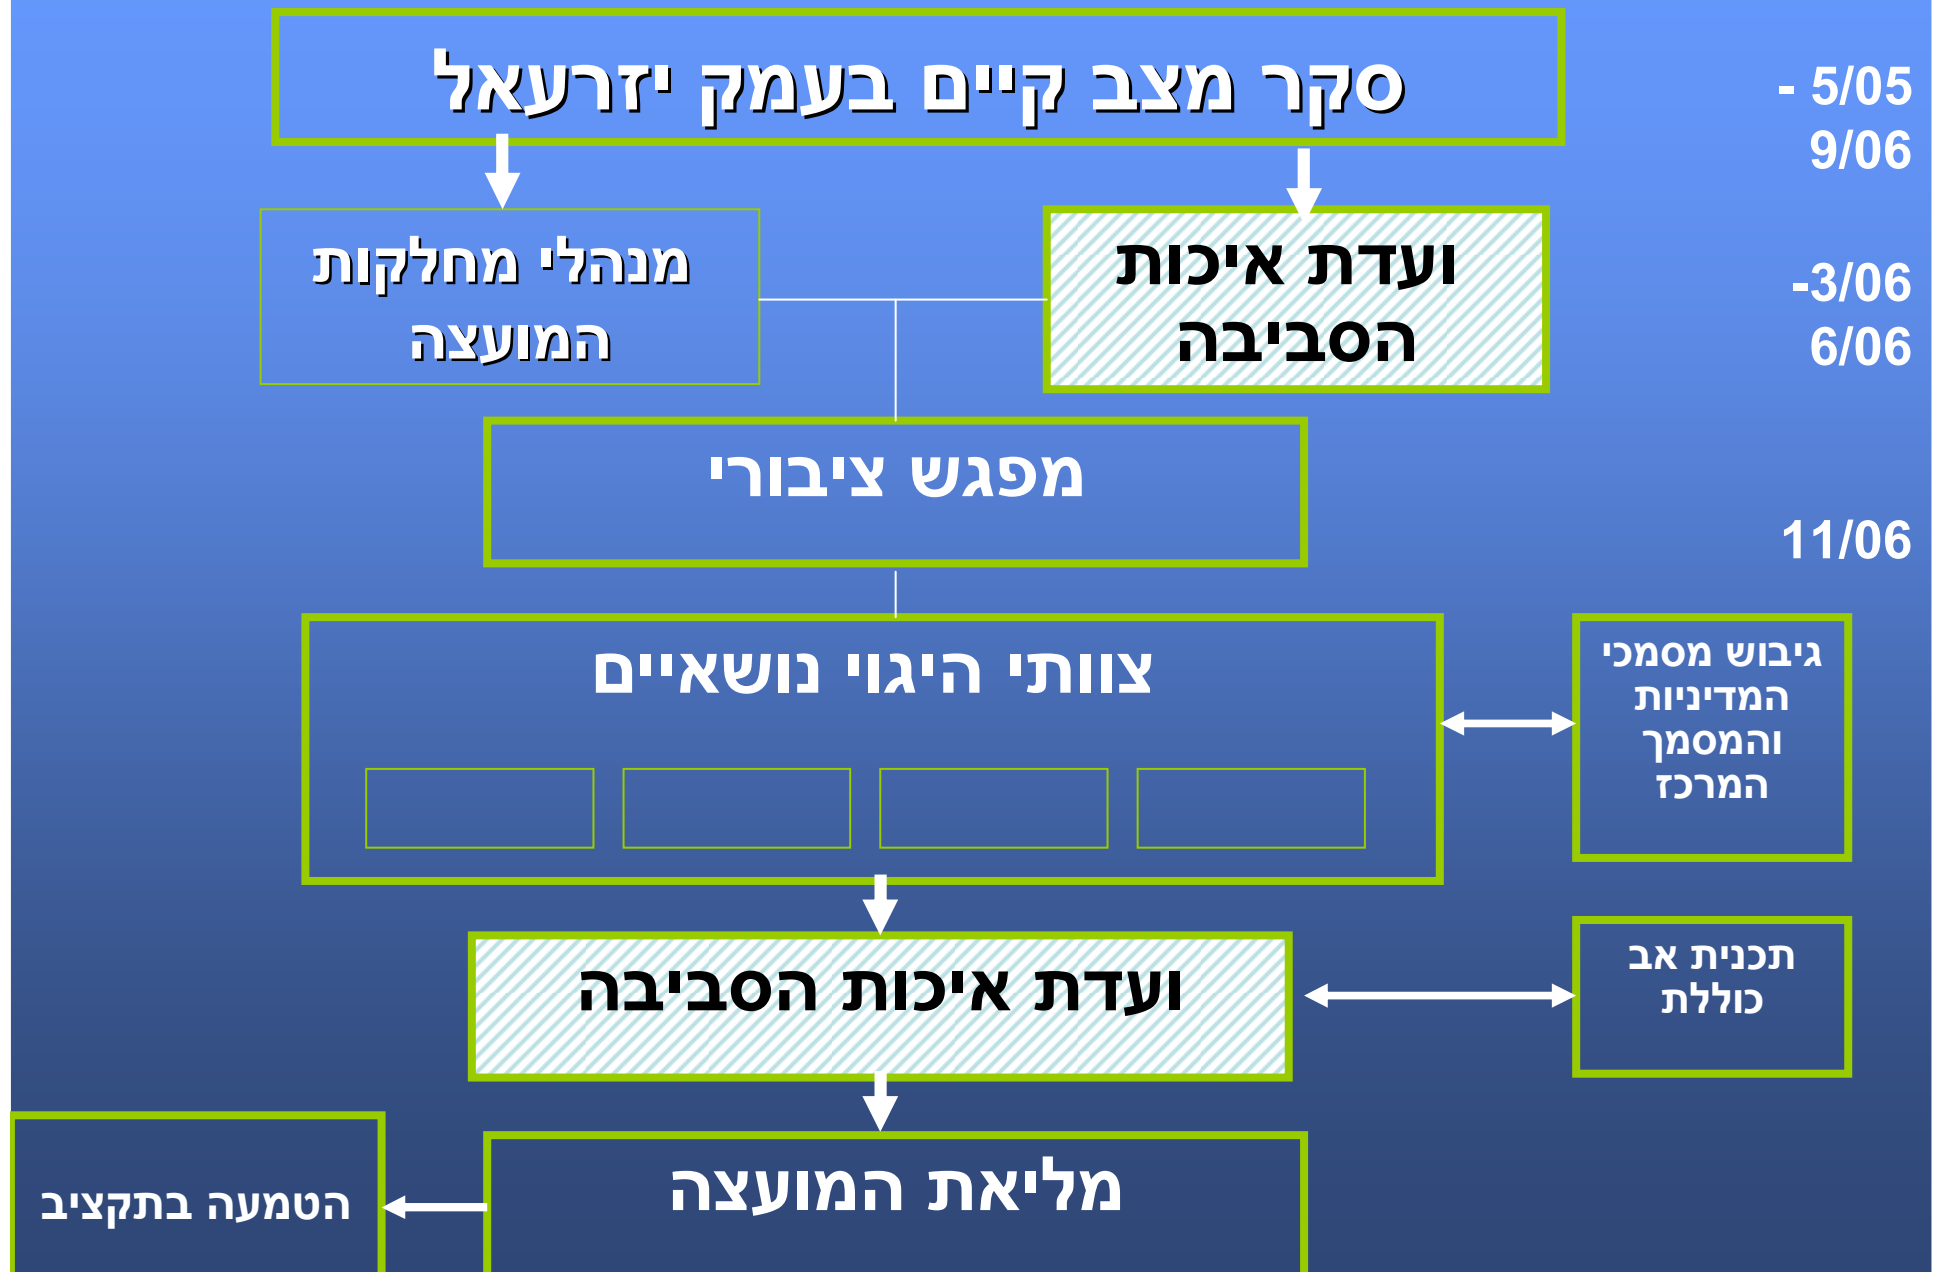 סקר מצב קיים בעמק יזרעאל
5/05 -
9/06
ועדת איכות
הסביבה
מנהלי מחלקות
המועצה
3/06-
6/06
מפגש ציבורי
11/06
צוותי היגוי נושאיים
גיבוש מסמכי
המדיניות
והמסמך
המרכז
ועדת איכות הסביבה
תכנית אב
כוללת
מליאת המועצה
הטמעה בתקציב